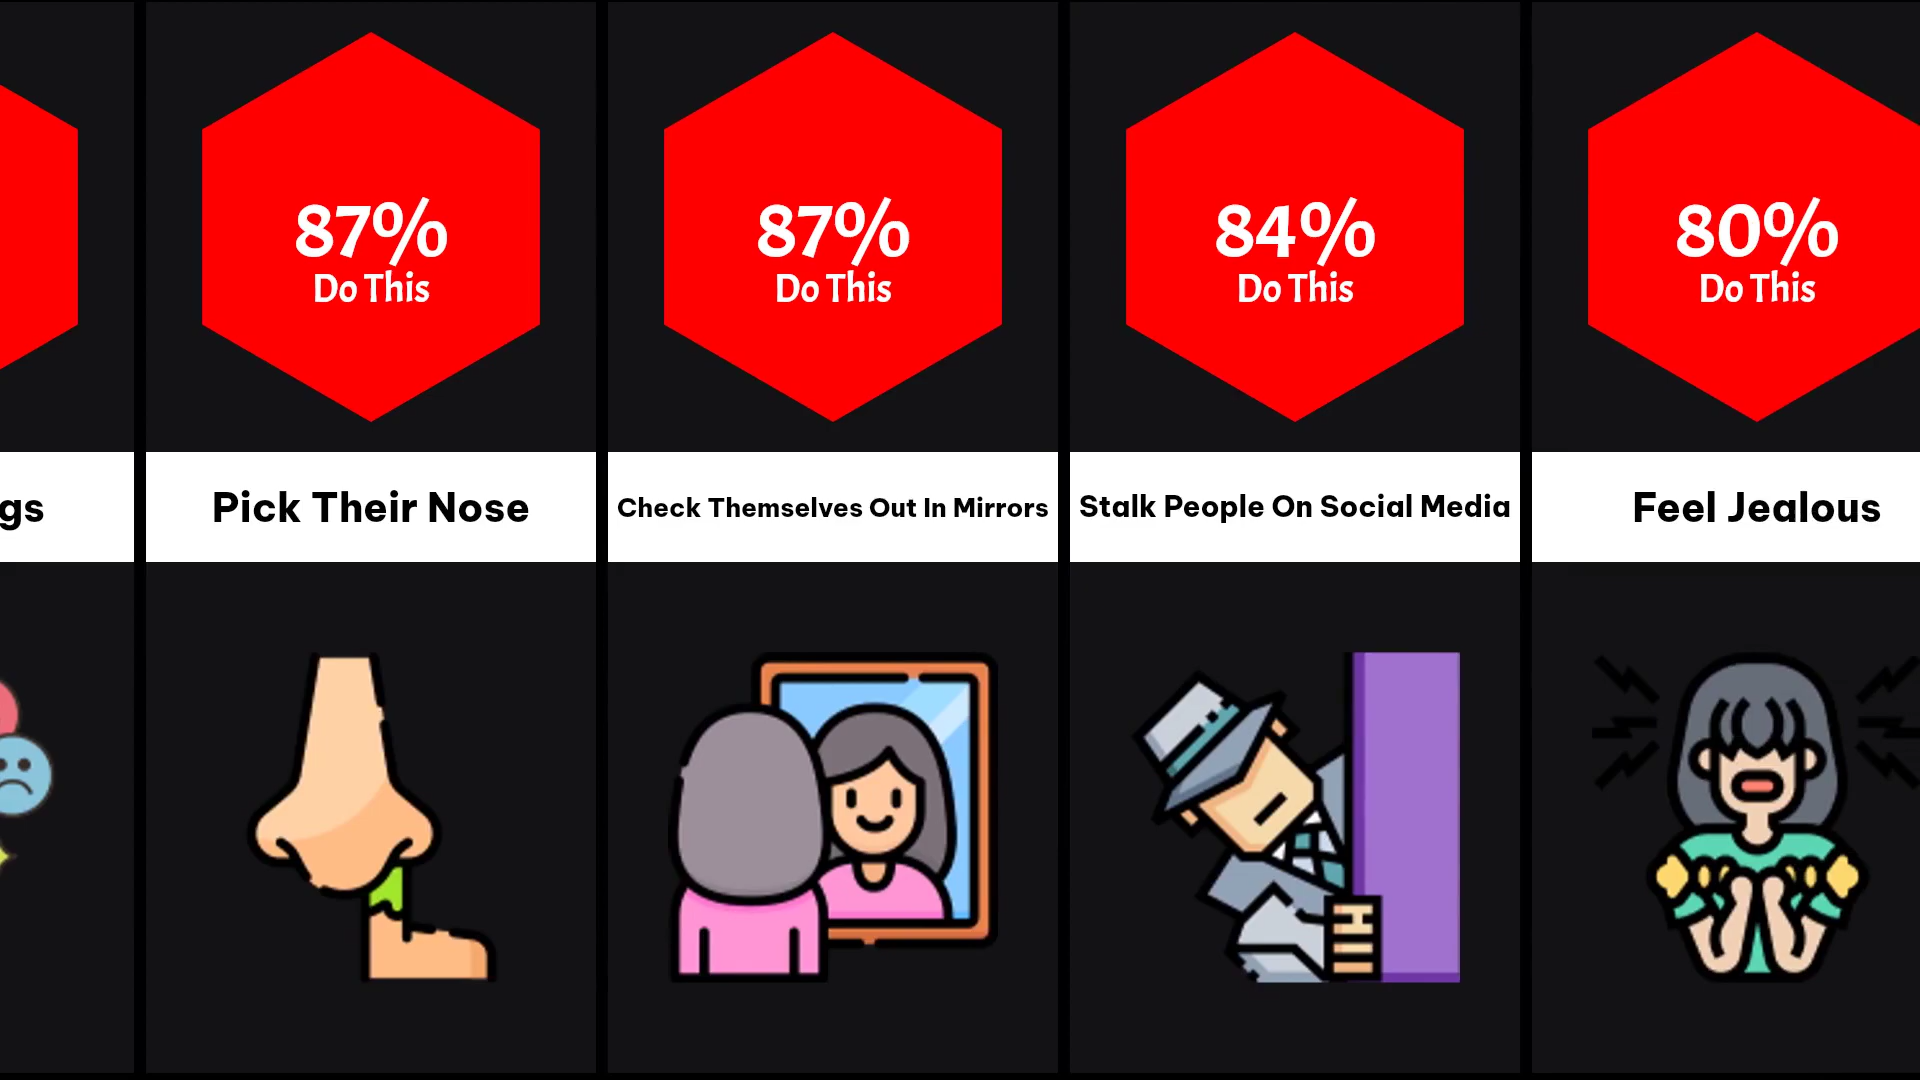 87%
Do This
87%
Do This
84%
Do This
80%
Do This
gs
Pick Their Nose
Check Themselves Out In Mirrors
Stalk People On Social Media
Feel Jealous